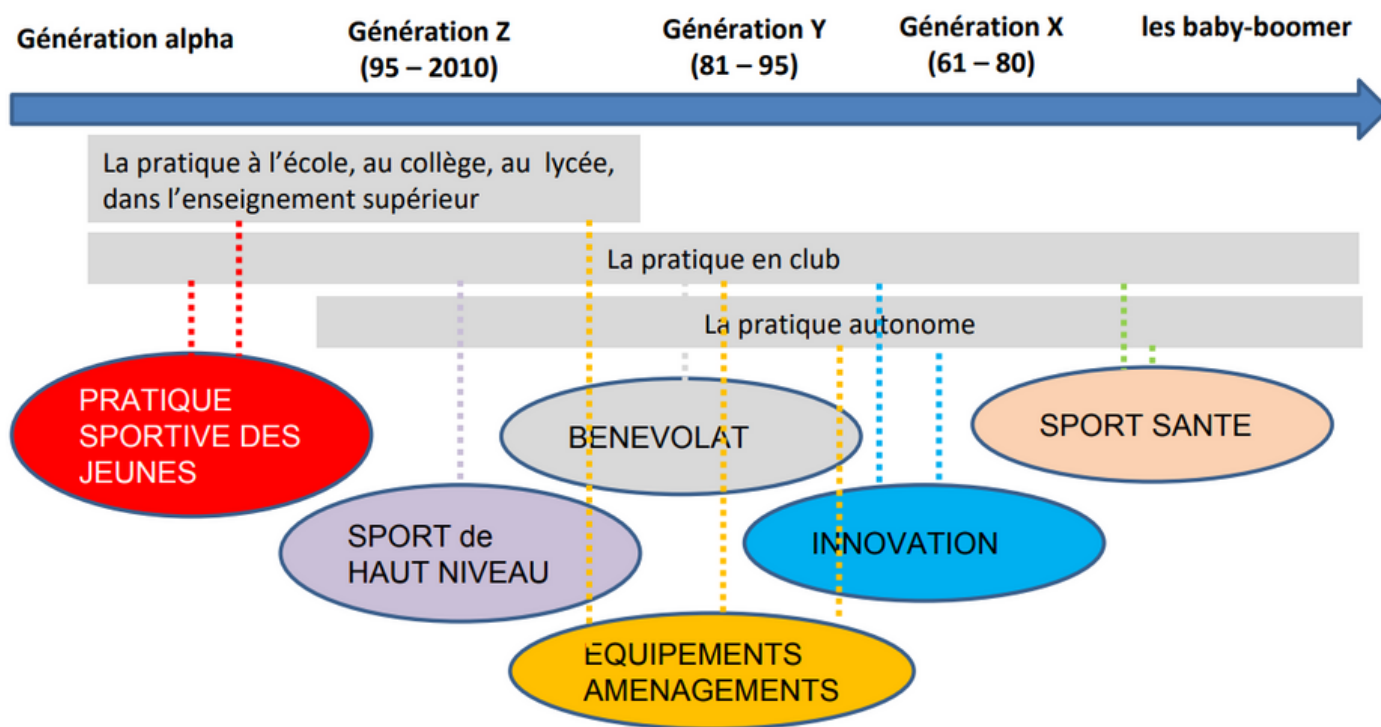 Génération alpha
Génération Z
(95 – 2010)
Génération Y
(81 – 95)
Génération X
(61 – 80)
les baby-boomer
La pratique à l’école, au collège, au lycée,
dans l’enseignement supérieur
La pratique en club
La pratique autonome
PRATIQUE
SPORTIVE DES
JEUNES
BENEVOLAT
SPORT SANTE
SPORT de
HAUT NIVEAU
INNOVATION
EQUIPEMENTS
AMENAGEMENTS